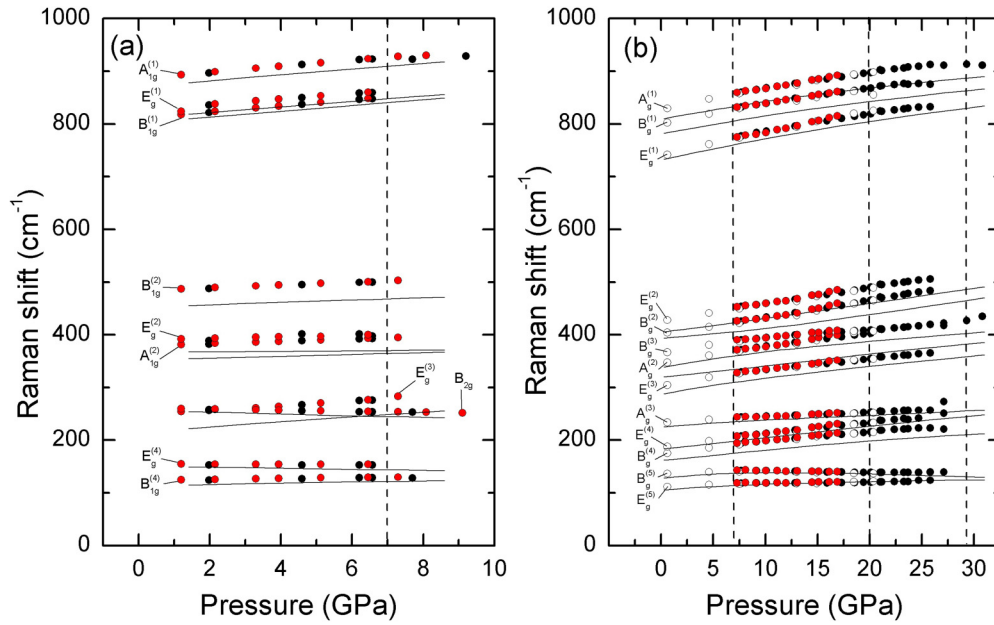 (a)
1000
800
600
400
200
0
Raman shift (cm⁻¹)
A₁g⁽¹⁾
Eg⁽¹⁾
B₁g⁽¹⁾
B₁g⁽²⁾
Eg⁽²⁾
A₁g⁽²⁾
Eg⁽³⁾
B₂g
Eg⁽⁴⁾
B₁g⁽⁴⁾
0 2 4 6 8 10
Pressure (GPa)
(b)
1000
800
600
400
200
0
Raman shift (cm⁻¹)
Ag⁽¹⁾
Bg⁽¹⁾
Eg⁽¹⁾
Eg⁽²⁾
Bg⁽²⁾
Bg⁽³⁾
Ag⁽²⁾
Eg⁽³⁾
Ag⁽³⁾
Eg⁽⁴⁾
Bg⁽⁴⁾
Bg⁽⁵⁾
Eg⁽⁵⁾
0 5 10 15 20 25 30
Pressure (GPa)